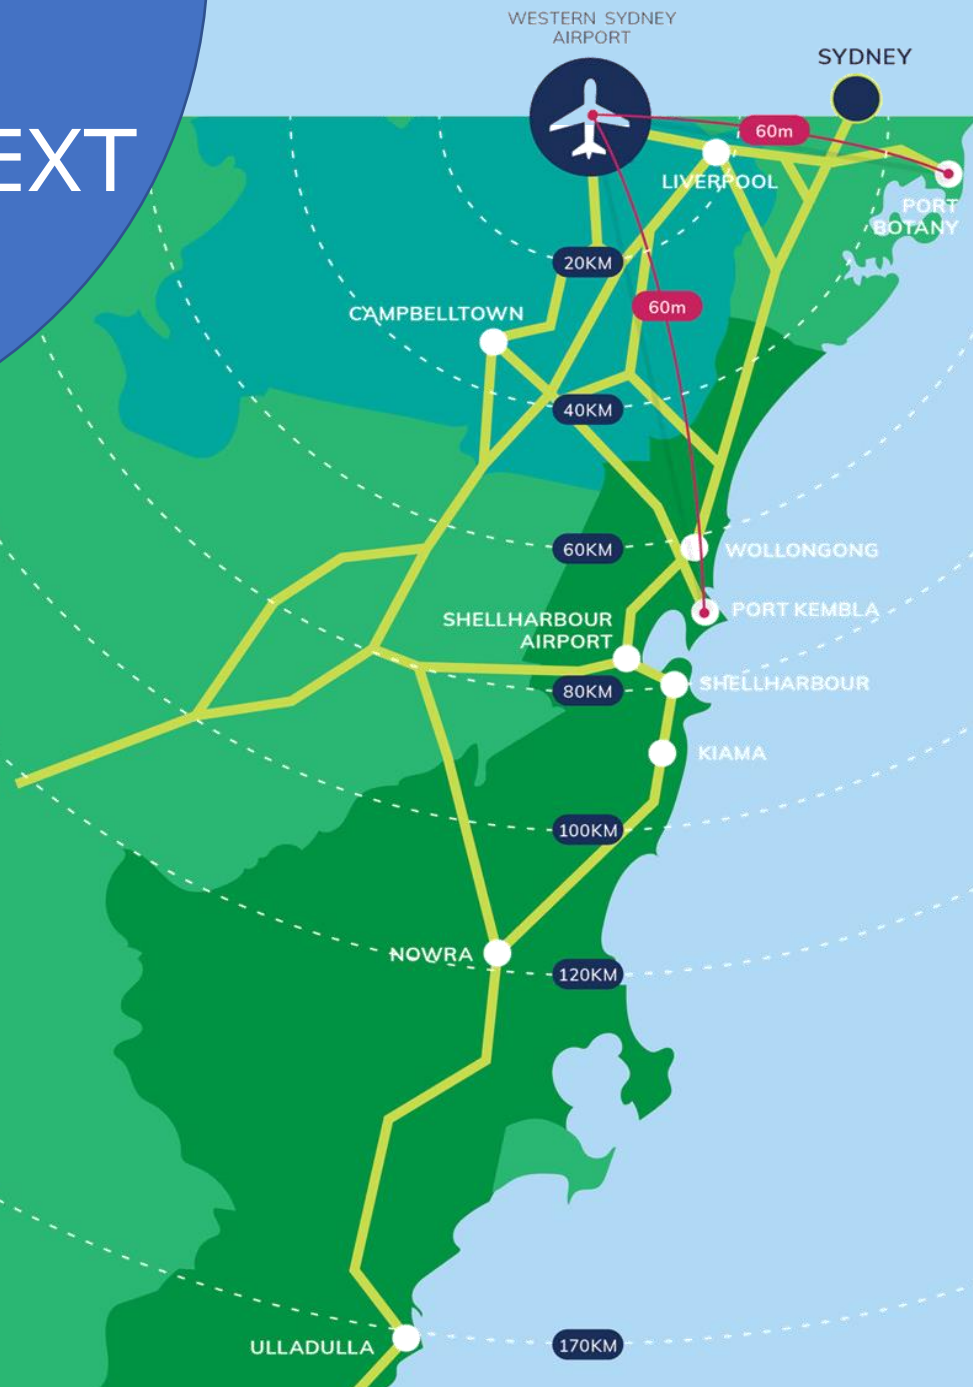 WESTERN SYDNEY
AIRPORT
SYDNEY
EXT
60m
LIVERPOOL
PORT
BOTANY
20KM
60m
CAMPBELLTOWN
40KM
60KM
WOLLONGONG
PORT KEMBLA
SHELLHARBOUR
AIRPORT
80KM
SHELLHARBOUR
KIAMA
100KM
NOWRA
120KM
ULLADULLA
170KM